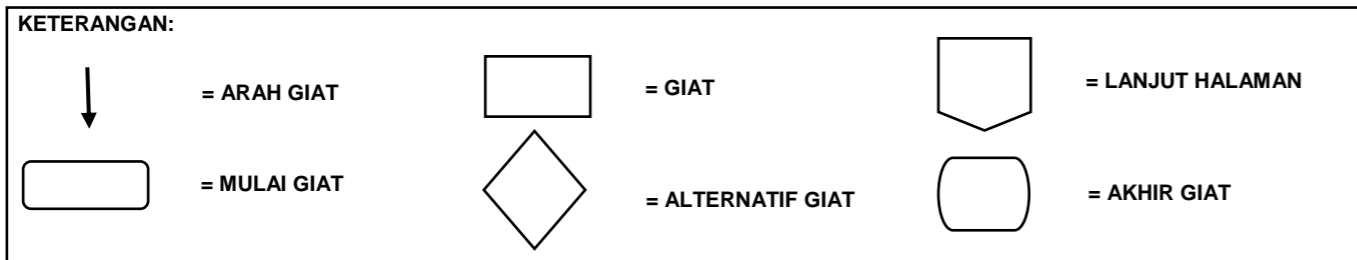 KETERANGAN:
= ARAH GIAT
= GIAT
= LANJUT HALAMAN
= MULAI GIAT
= ALTERNATIF GIAT
= AKHIR GIAT